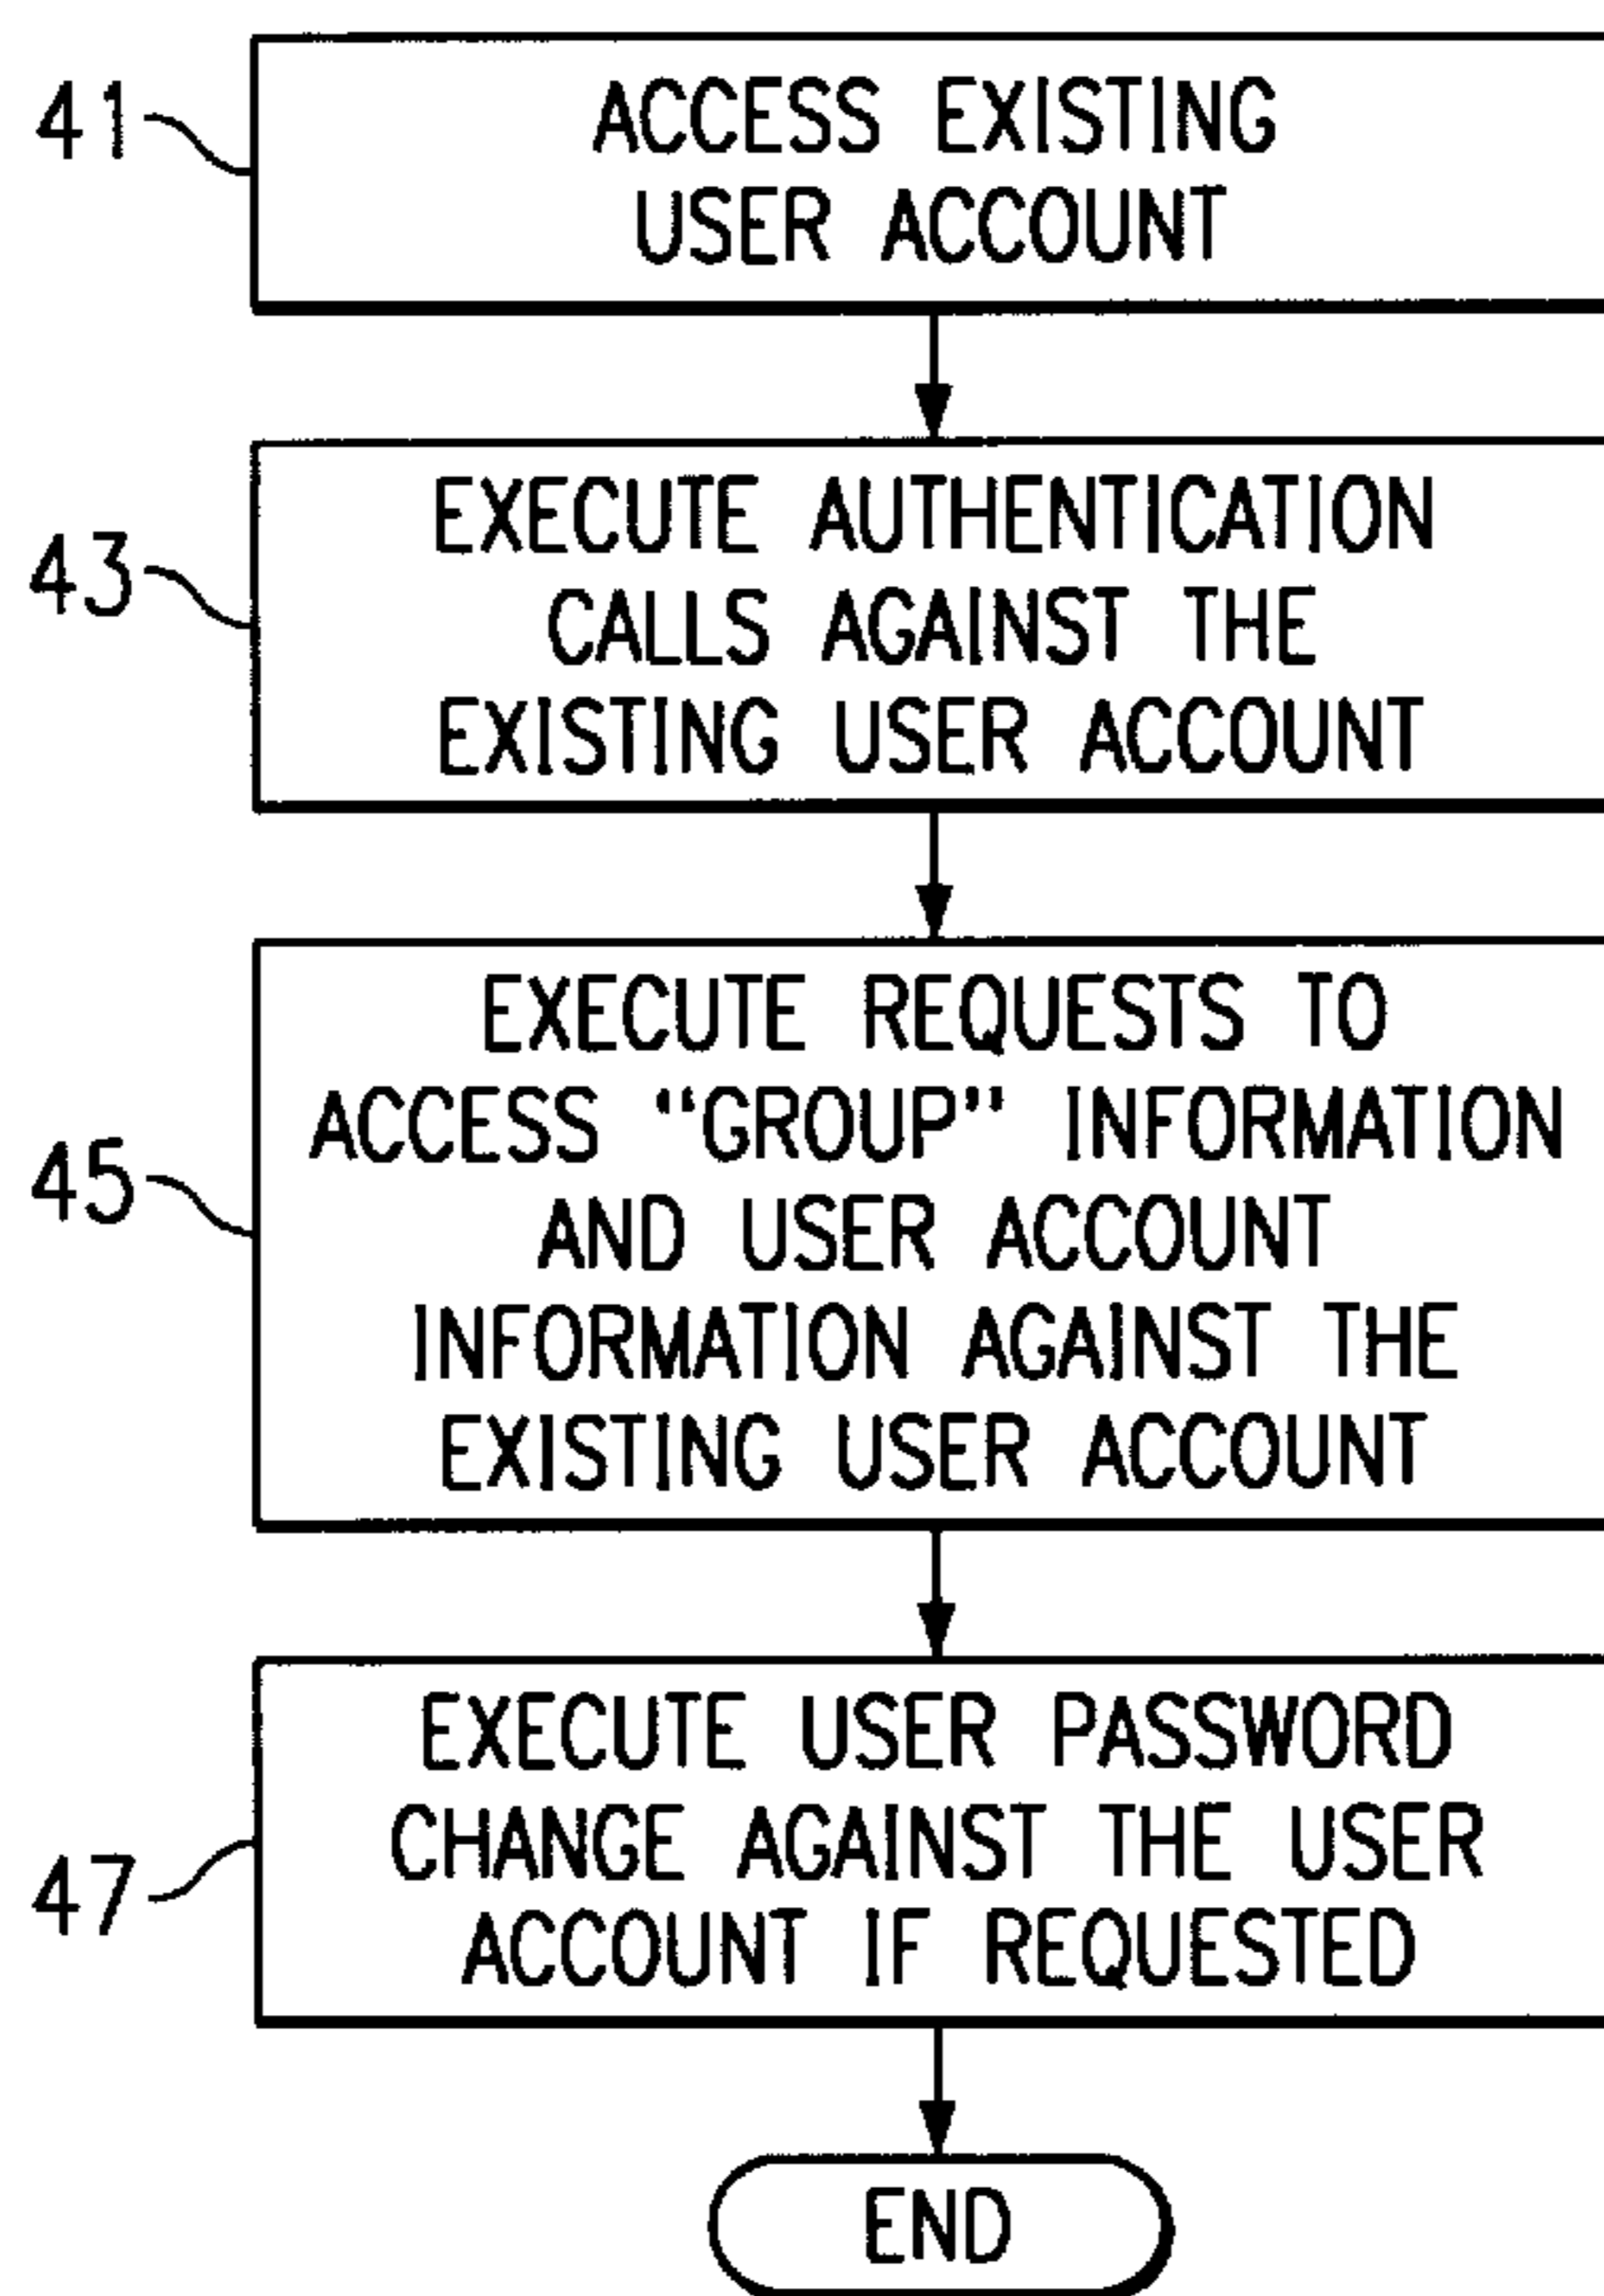 41
ACCESS EXISTING
USER ACCOUNT
43
EXECUTE AUTHENTICATION
CALLS AGAINST THE
EXISTING USER ACCOUNT
45
EXECUTE REQUESTS TO
ACCESS "GROUP" INFORMATION
AND USER ACCOUNT
INFORMATION AGAINST THE
EXISTING USER ACCOUNT
47
EXECUTE USER PASSWORD
CHANGE AGAINST THE USER
ACCOUNT IF REQUESTED
END